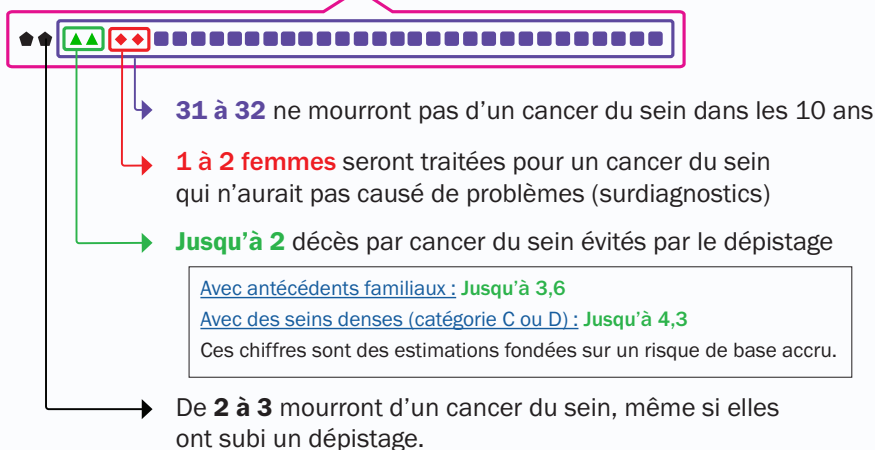 31 à 32 ne mourront pas d’un cancer du sein dans les 10 ans
1 à 2 femmes seront traitées pour un cancer du sein
qui n’aurait pas causé de problèmes (surdiagnostics)
Jusqu’à 2 décès par cancer du sein évités par le dépistage
Avec antécédents familiaux : Jusqu’à 3,6
Avec des seins denses (catégorie C ou D) : Jusqu’à 4,3
Ces chiffres sont des estimations fondées sur un risque de base accru.
De 2 à 3 mourront d’un cancer du sein, même si elles
ont subi un dépistage.